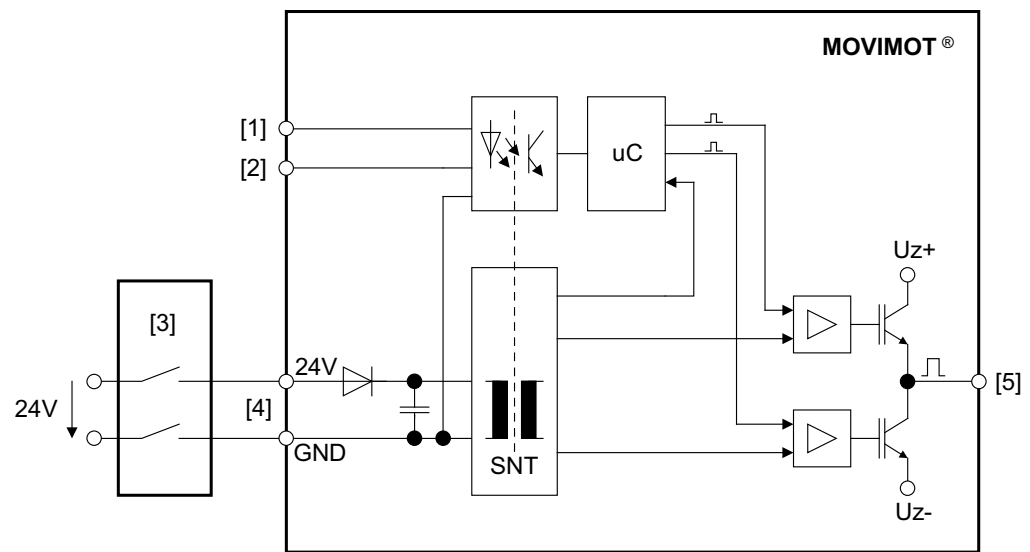 MOVIMOT ®
[1]
[2]
uC
Uz+
[3]
24V
24V
[4]
[5]
GND
SNT
Uz-